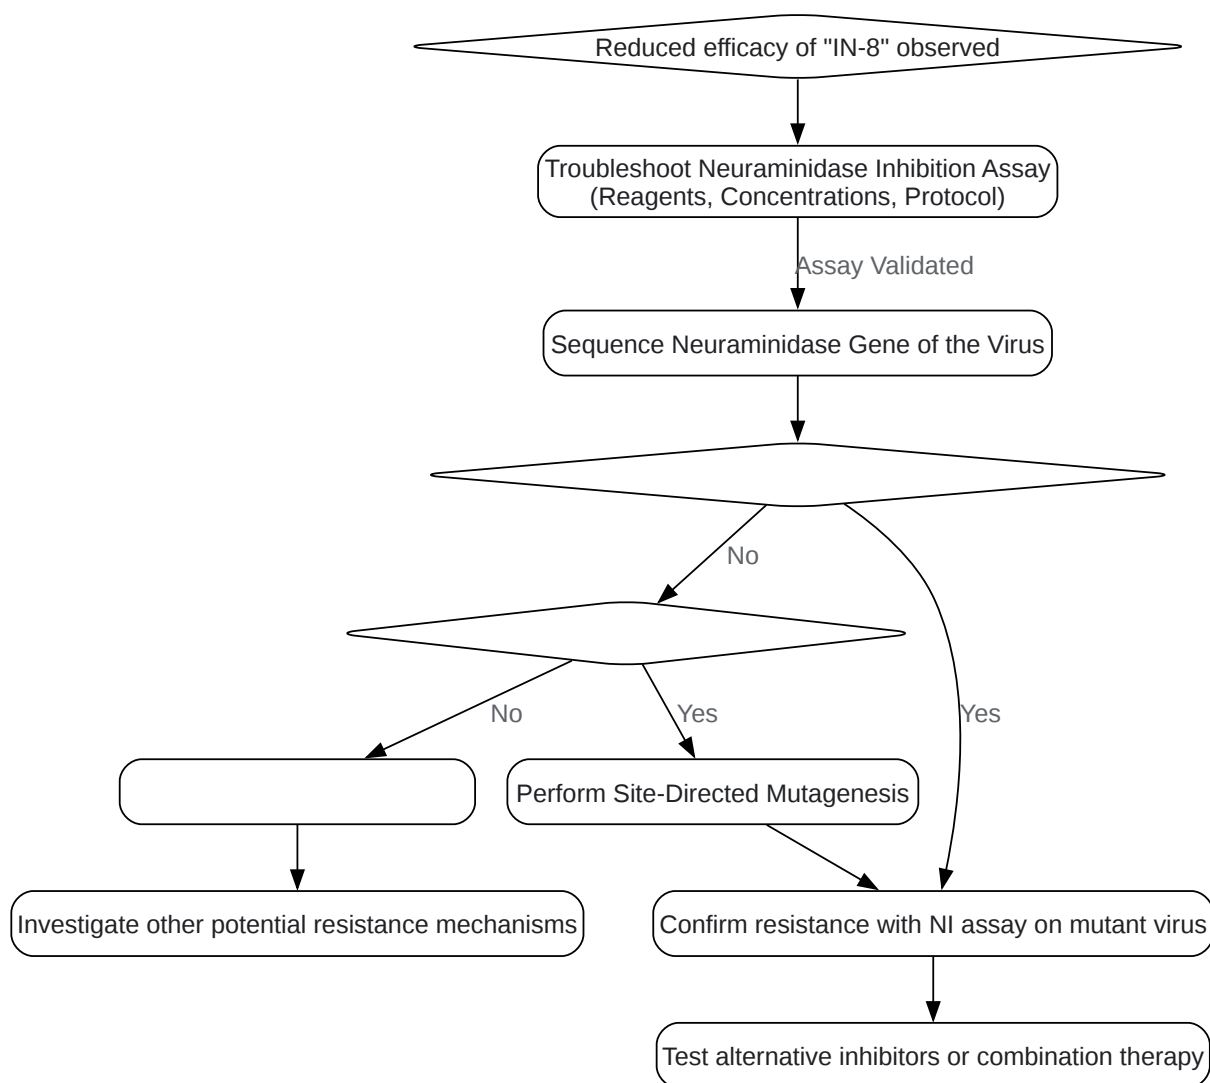 Reduced efficacy of "IN-8" observed
Troubleshoot Neuraminidase Inhibition Assay
(Reagents, Concentrations, Protocol)
Assay Validated
Sequence Neuraminidase Gene of the Virus
No
No
Yes
Yes
Perform Site-Directed Mutagenesis
Investigate other potential resistance mechanisms
Confirm resistance with NI assay on mutant virus
Test alternative inhibitors or combination therapy